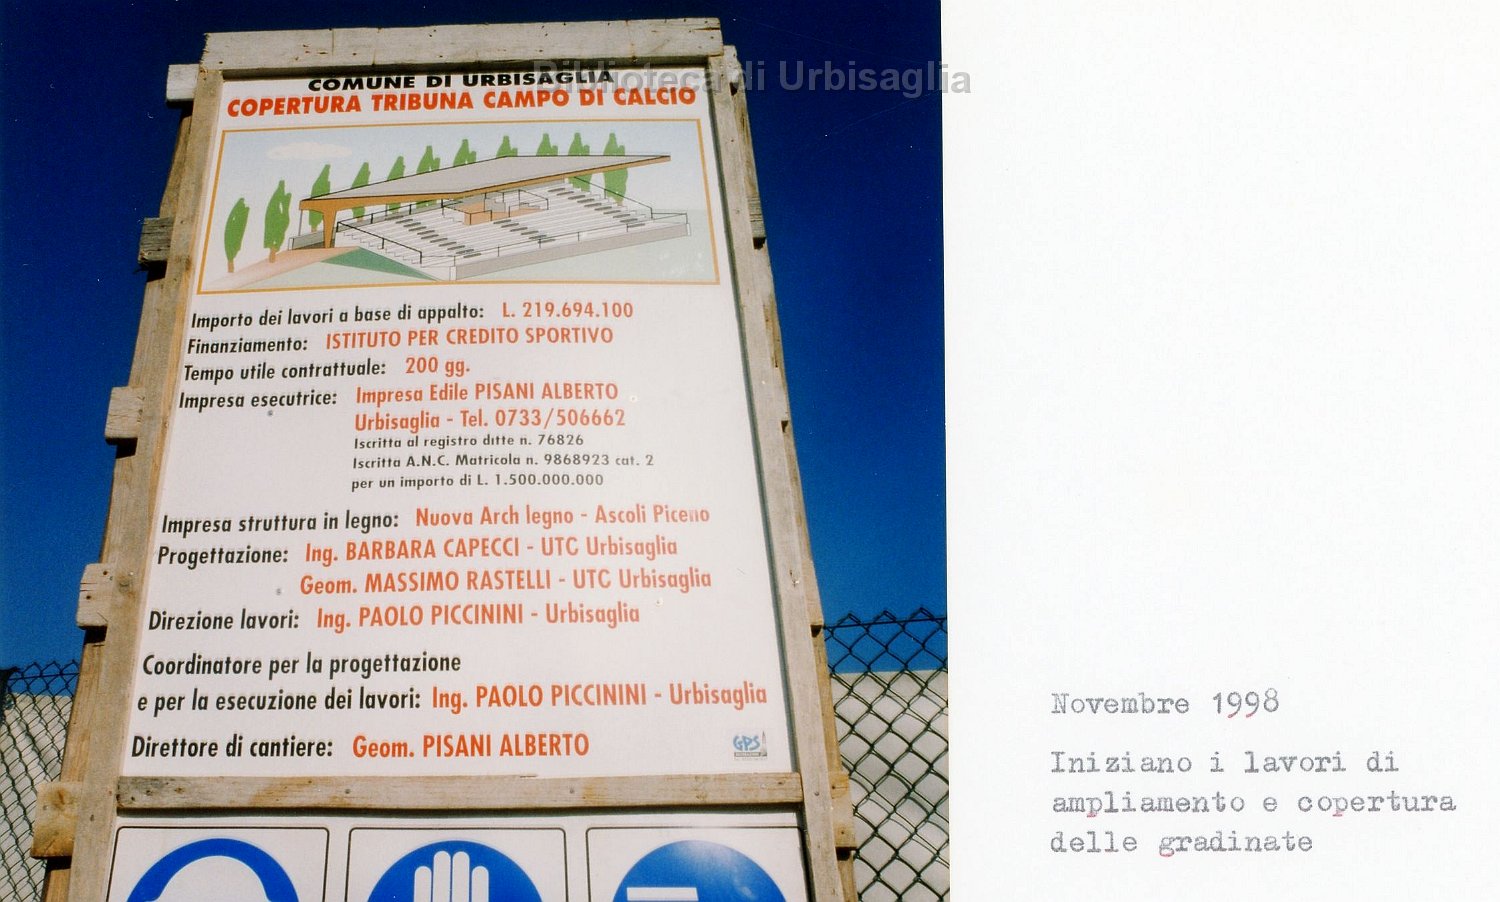 Biblioteca di Urbisaglia
COMUNE DI URBISAGLIA
COPERTURA TRIBUNA CAMPO DI CALCIO
Importo dei lavori a base di appalto: L. 219.694.100
Finanziamento: ISTITUTO PER CREDITO SPORTIVO
Tempo utile contrattuale: 200 gg.
Impresa esecutrice: Impresa Edile PISANI ALBERTO
Urbisaglia - Tel. 0733/506662
Iscritta al registro ditte n. 76826
Iscritta A.N.C. Matricola n. 9868923 cat. 2
per un importo di L. 1.500.000.000
Impresa struttura in legno: Nuova Arch legno - Ascoli Piceno
Progettazione: Ing. BARBARA CAPECCI - UTC Urbisaglia
Geom. MASSIMO RASTELLI - UTC Urbisaglia
Direzione lavori: Ing. PAOLO PICCININI - Urbisaglia
Coordinatore per la progettazione
e per la esecuzione dei lavori: Ing. PAOLO PICCININI - Urbisaglia
Direttore di cantiere: Geom. PISANI ALBERTO
GPS
Novembre 1998
Iniziano i lavori di
ampliamento e copertura
delle gradinate